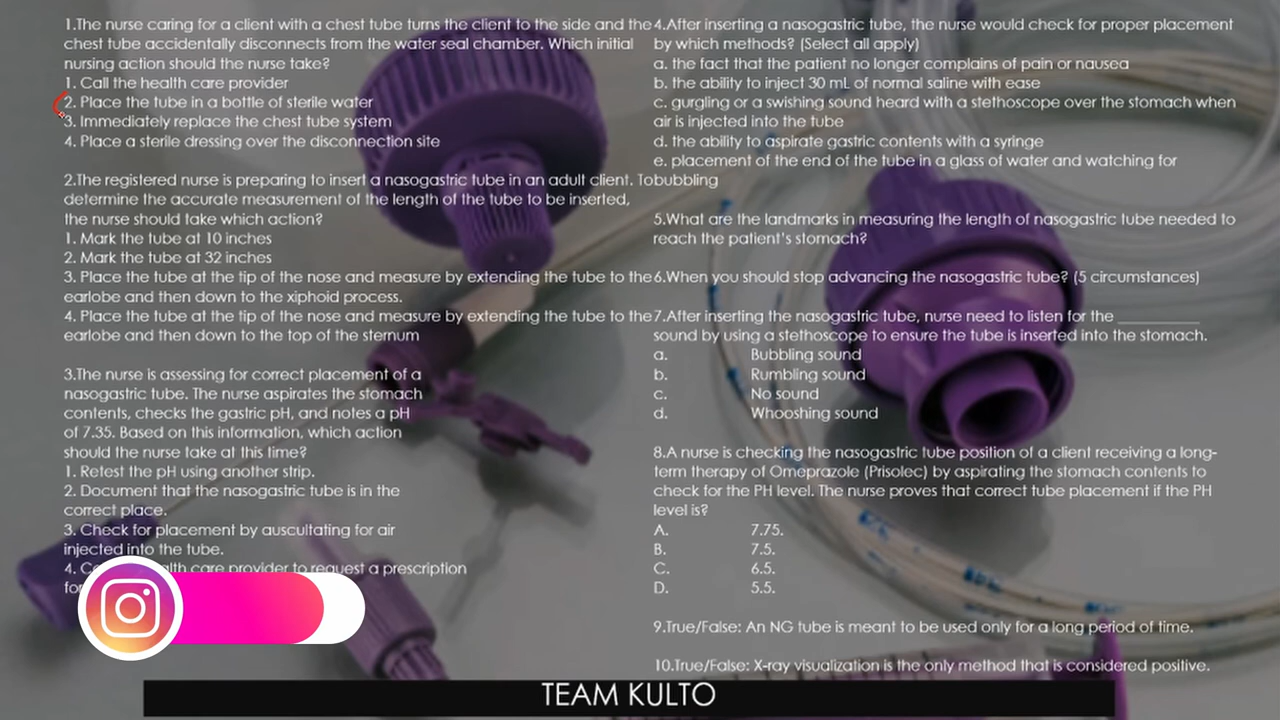 1.The nurse caring for a client with a chest tube turns the client to the side and the
chest tube accidentally disconnects from the water seal chamber. Which initial
nursing action should the nurse take?
1. Call the health care provider
2. Place the tube in a bottle of sterile water
3. Immediately replace the chest tube system
4. Place a sterile dressing over the disconnection site
2.The registered nurse is preparing to insert a nasogastric tube in an adult client. To
determine the accurate measurement of the length of the tube to be inserted,
the nurse should take which action?
1. Mark the tube at 10 inches
2. Mark the tube at 32 inches
3. Place the tube at the tip of the nose and measure by extending the tube to the
earlobe and then down to the xiphoid process.
4. Place the tube at the tip of the nose and measure by extending the tube to the
earlobe and then down to the top of the sternum
3.The nurse is assessing for correct placement of a
nasogastric tube. The nurse aspirates the stomach
contents, checks the gastric pH, and notes a pH
of 7.35. Based on this information, which action
should the nurse take at this time?
1. Retest the pH using another strip.
2. Document that the nasogastric tube is in the
correct place.
3. Check for placement by auscultating for air
injected into the tube.
4. care provider to request a prescription
4.After inserting a nasogastric tube, the nurse would check for proper placement
by which methods? (Select all apply)
a. the fact that the patient no longer complains of pain or nausea
b. the ability to inject 30 mL of normal saline with ease
c. gurgling or a swishing sound heard with a stethoscope over the stomach when
air is injected into the tube
d. the ability to aspirate gastric contents with a syringe
e. placement of the end of the tube in a glass of water and watching for
bubbling
5.What are the landmarks in measuring the length of nasogastric tube needed to
reach the patient's stomach?
6.When you should stop advancing the nasogastric tube? (5 circumstances)
7.After inserting the nasogastric tube, nurse need to listen for the __________
sound by using a stethoscope to ensure the tube is inserted into the stomach.
a. Bubbling sound
b. Rumbling sound
c. No sound
d. Whooshing sound
8.A nurse is checking the nasogastric tube position of a client receiving a long-
term therapy of Omeprazole (Prisolec) by aspirating the stomach contents to
check for the PH level. The nurse proves that correct tube placement if the PH
level is?
A. 7.75.
B. 7.5.
C. 6.5.
D. 5.5.
9.True/False: An NG tube is meant to be used only for a long period of time.
10.True/False: X-ray visualization is the only method that is considered positive.
TEAM KULTO